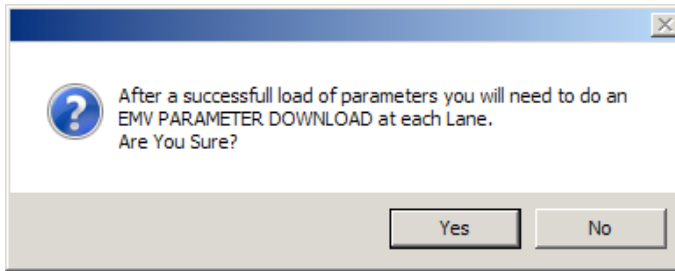 After a successfull load of parameters you will need to do an
EMV PARAMETER DOWNLOAD at each Lane.
Are You Sure?
Yes No